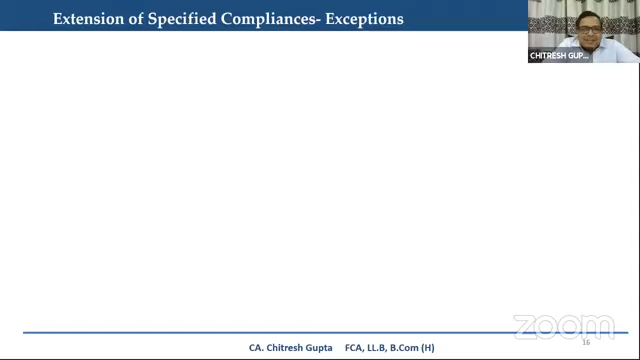 Extension of Specified Compliances- Exceptions
CHITRESH GUP...
zoom
16
CA. Chitresh Gupta FCA, LL.B, B.Com (H)